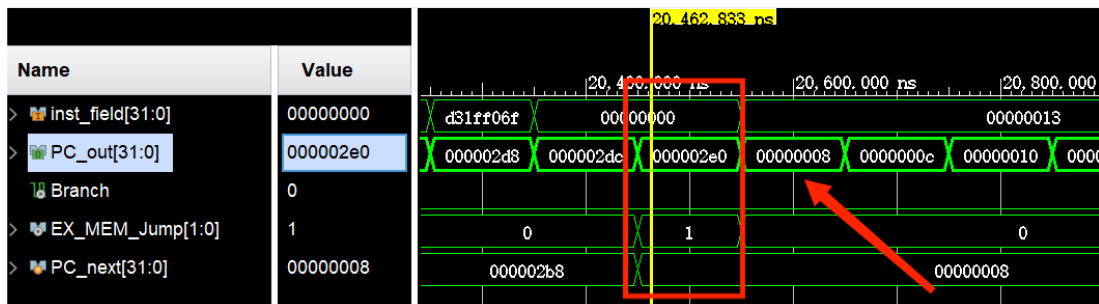 20,462.833 ns
Name Value
20,400.000 ns 20,600.000 ns 20,800.000
inst_field[31:0] 00000000 d31ff06f 00000000 00000013
PC_out[31:0] 000002e0 000002d8 000002dc 000002e0 00000008 0000000c 00000010 0000
Branch 0
EX_MEM_Jump[1:0] 1 0 1 0
PC_next[31:0] 00000008 000002b8 00000008